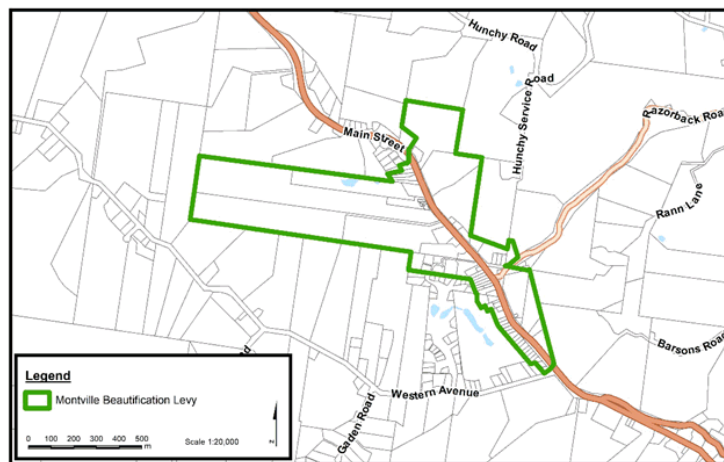 Hunchy Road
Hunchy Service Road
Razorback Road
Main Street
Rann Lane
Barsons Road
Western Avenue
Gaden Road
Legend
Montville Beautification Levy
0 100 200 300 400 500
m
Scale 1:20,000